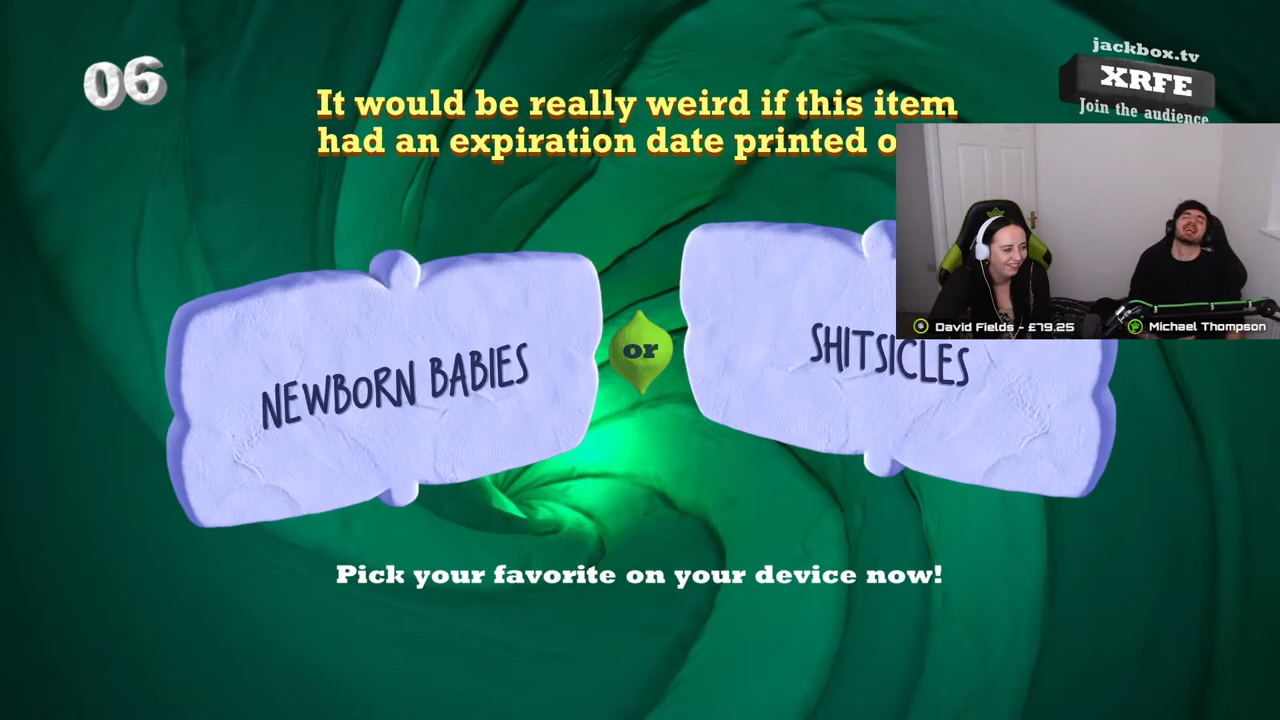 06
jackbox.tv
XRFE
Join the audience
It would be really weird if this item
had an expiration date printed
NEWBORN BABIES
or
SHITSICLES
David Fields - £79.25
Michael Thompson
Pick your favorite on your device now!